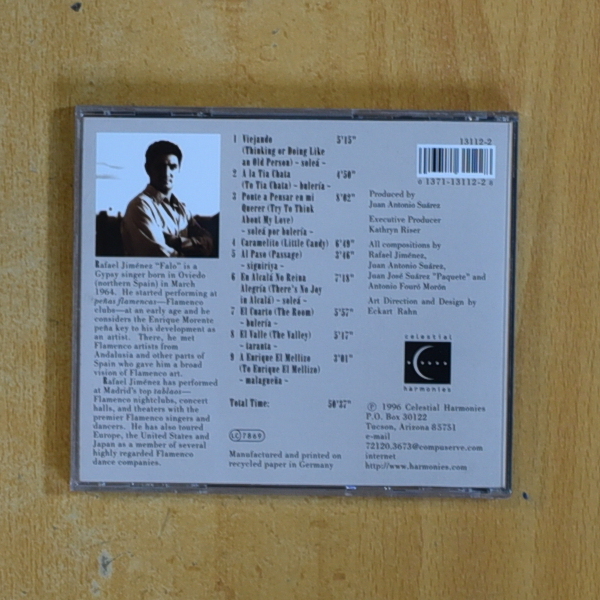 Rafael Jiménez "Falo" is a
Gypsy singer born in Oviedo
(northern Spain) in March
1964. He started performing at
peñas flamencas—Flamenco
clubs—at an early age and he
considers the Enrique Morente
peña key to his development as
an artist. There, he met
Flamenco artists from
Andalusia and other parts of
Spain who gave him a broad
vision of Flamenco art.
Rafael Jiménez has performed
at Madrid's top tablaos—
Flamenco nightclubs, concert
halls, and theaters with the
premier Flamenco singers and
dancers. He has also toured
Europe, the United States and
Japan as a member of several
highly regarded Flamenco
dance companies.
1 Viejando 5'15"
(Thinking or Doing Like
an Old Person) ~ soleá ~
2 A la Tía Chata 4'50"
(To Tía Chata) ~ bulería ~
3 Ponte a Pensar en mi 8'02"
Querer (Try To Think
About My Love)
~ soleá por bulería ~
4 Caramelito (Little Candy) 6'49"
5 Al Paso (Passage) 3'46"
~ siguiriya ~
6 En Alcalá No Reina 7'18"
Alegría (There's No Joy
in Alcalá) ~ soleá ~
7 El Cuarto (The Room) 5'57"
~ bulería ~
8 El Valle (The Valley) 5'17"
~ taranta ~
9 A Enrique El Mellizo 3'01"
(To Enrique El Mellizo)
~ malagueña ~
Total Time: 50'37"
LC 7869
Manufactured and printed on
recycled paper in Germany
13112-2
0 1371-13112-2 8
Produced by
Juan Antonio Suárez
Executive Producer
Kathryn Riser
All compositions by
Rafael Jiménez,
Juan Antonio Suárez,
Juan José Suárez "Paquete" and
Antonio Fouró Morón
Art Direction and Design by
Eckart Rahn
celestial
harmonies
℗ 1996 Celestial Harmonies
P.O. Box 30122
Tucson, Arizona 85751
e-mail
72120.3673@compuserve.com
internet
http://www.harmonies.com